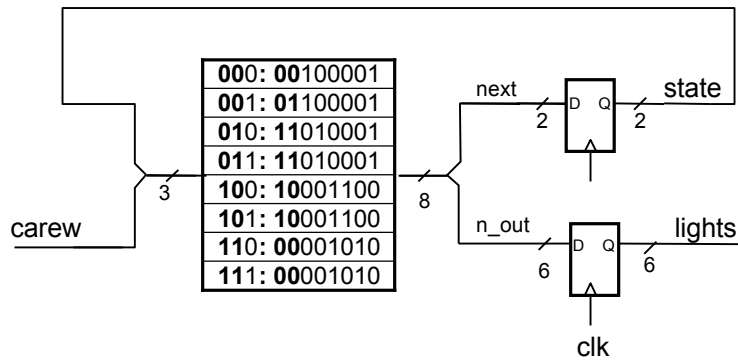 000: 00100001
001: 01100001
010: 11010001
011: 11010001
100: 10001100
101: 10001100
110: 00001010
111: 00001010
3
carew
8
next
2
D Q
2
state
n_out
6
D Q
6
lights
clk